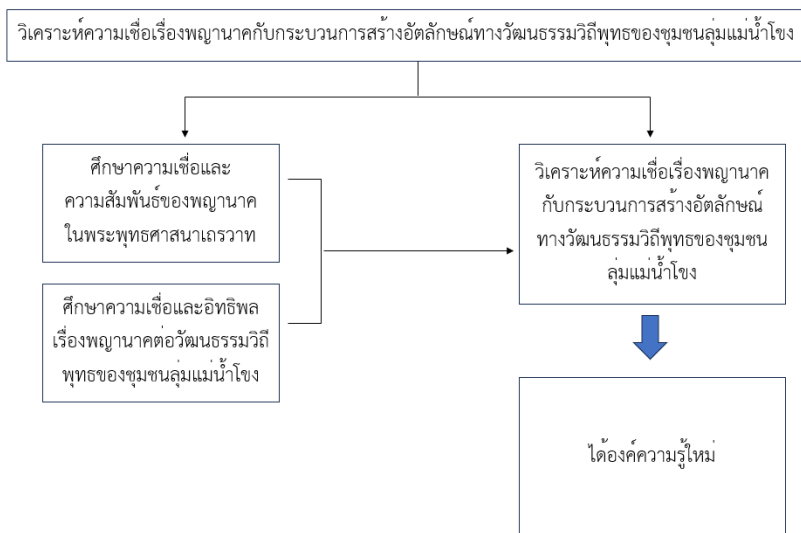 วิเคราะห์ความเชื่อเรื่องพญานาคกับกระบวนการสร้างอัตลักษณ์ทางวัฒนธรรมวิถีพุทธของชุมชนลุ่มแม่น้ำโขง
ศึกษาความเชื่อและ
ความสัมพันธ์ของพญานาค
ในพระพุทธศาสนาเถรวาท
ศึกษาความเชื่อและอิทธิพล
เรื่องพญานาคต่อวัฒนธรรมวิถี
พุทธของชุมชนลุ่มแม่น้ำโขง
วิเคราะห์ความเชื่อเรื่องพญานาค
กับกระบวนการสร้างอัตลักษณ์
ทางวัฒนธรรมวิถีพุทธของชุมชน
ลุ่มแม่น้ำโขง
ได้องค์ความรู้ใหม่